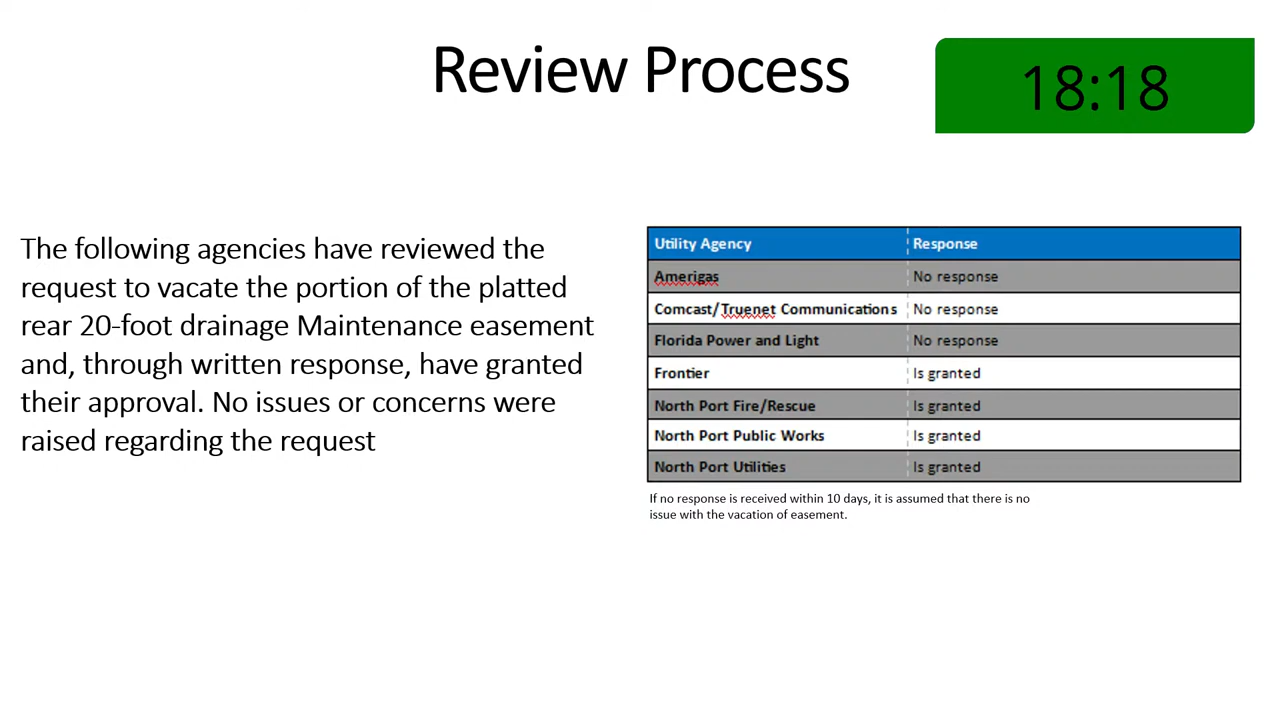 Review Process
18:18
The following agencies have reviewed the
request to vacate the portion of the platted
rear 20-foot drainage Maintenance easement
and, through written response, have granted
their approval. No issues or concerns were
raised regarding the request
Utility Agency Response
Amerigas No response
Comcast/Truenet Communications No response
Florida Power and Light No response
Frontier Is granted
North Port Fire/Rescue Is granted
North Port Public Works Is granted
North Port Utilities Is granted
If no response is received within 10 days, it is assumed that there is no
issue with the vacation of easement.